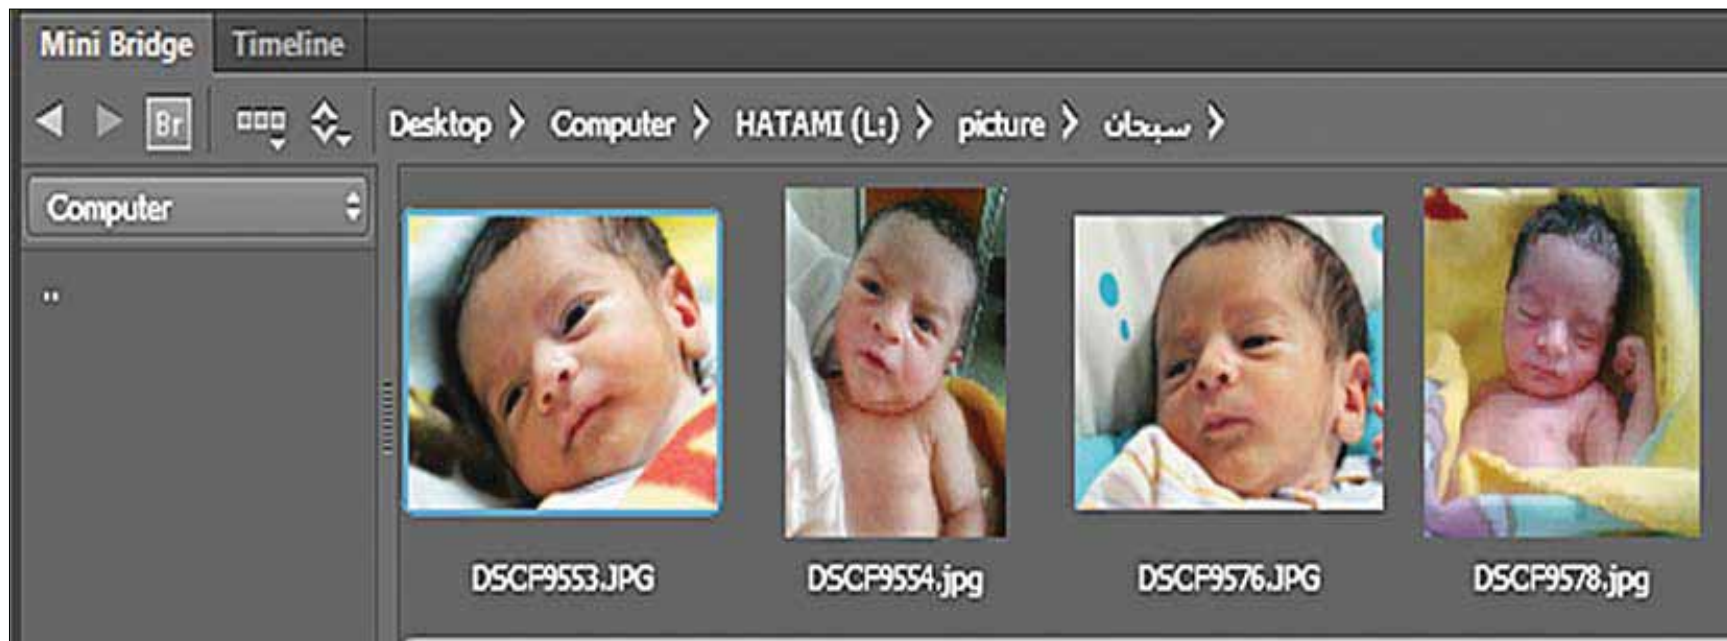 Mini Bridge Timeline
Br Desktop Computer HATAMI (L:) picture سبحان
Computer
..
DSCF9553.JPG DSCF9554.jpg DSCF9576.JPG DSCF9578.jpg